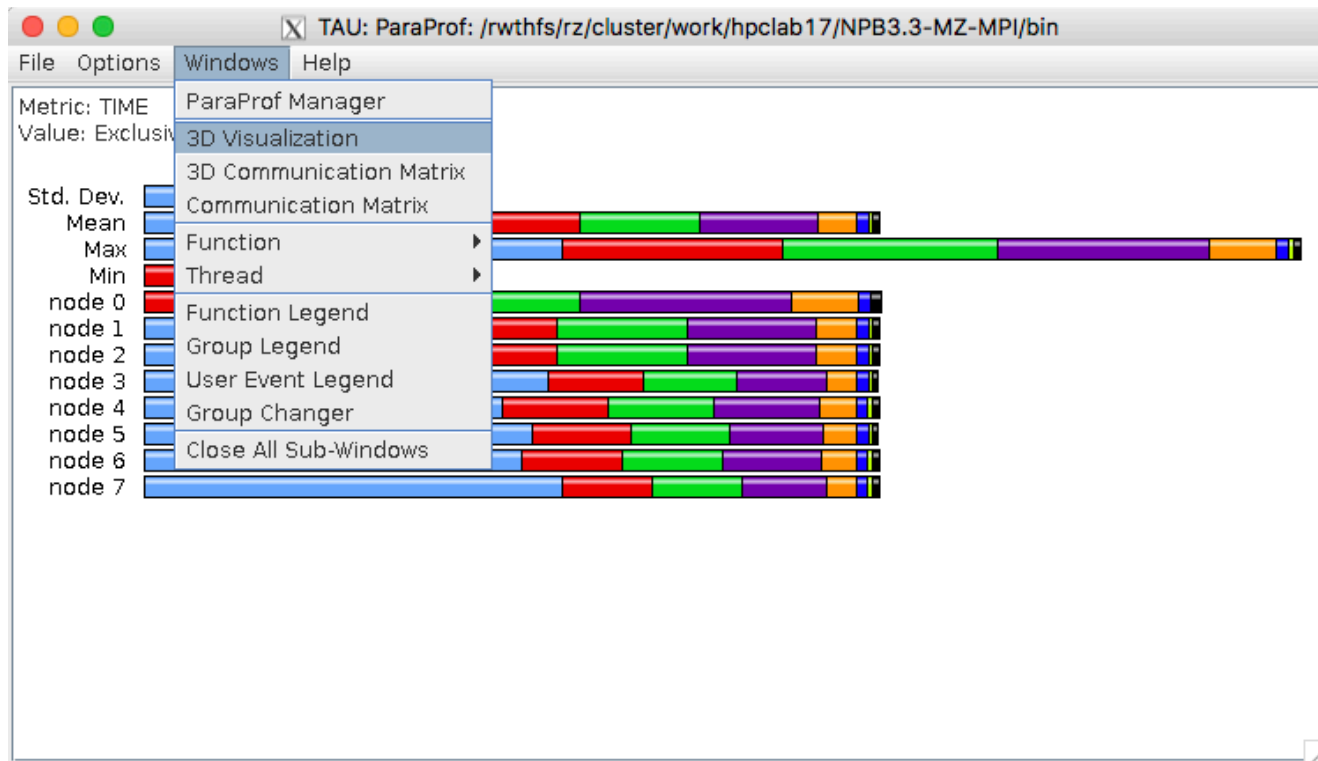 TAU: ParaProf: /rwthfs/rz/cluster/work/hpclab17/NPB3.3-MZ-MPI/bin
File Options Windows Help
Metric: TIME
Value: Exclusiv
ParaProf Manager
3D Visualization
3D Communication Matrix
Communication Matrix
Function
Thread
Function Legend
Group Legend
User Event Legend
Group Changer
Close All Sub-Windows
Std. Dev.
Mean
Max
Min
node 0
node 1
node 2
node 3
node 4
node 5
node 6
node 7